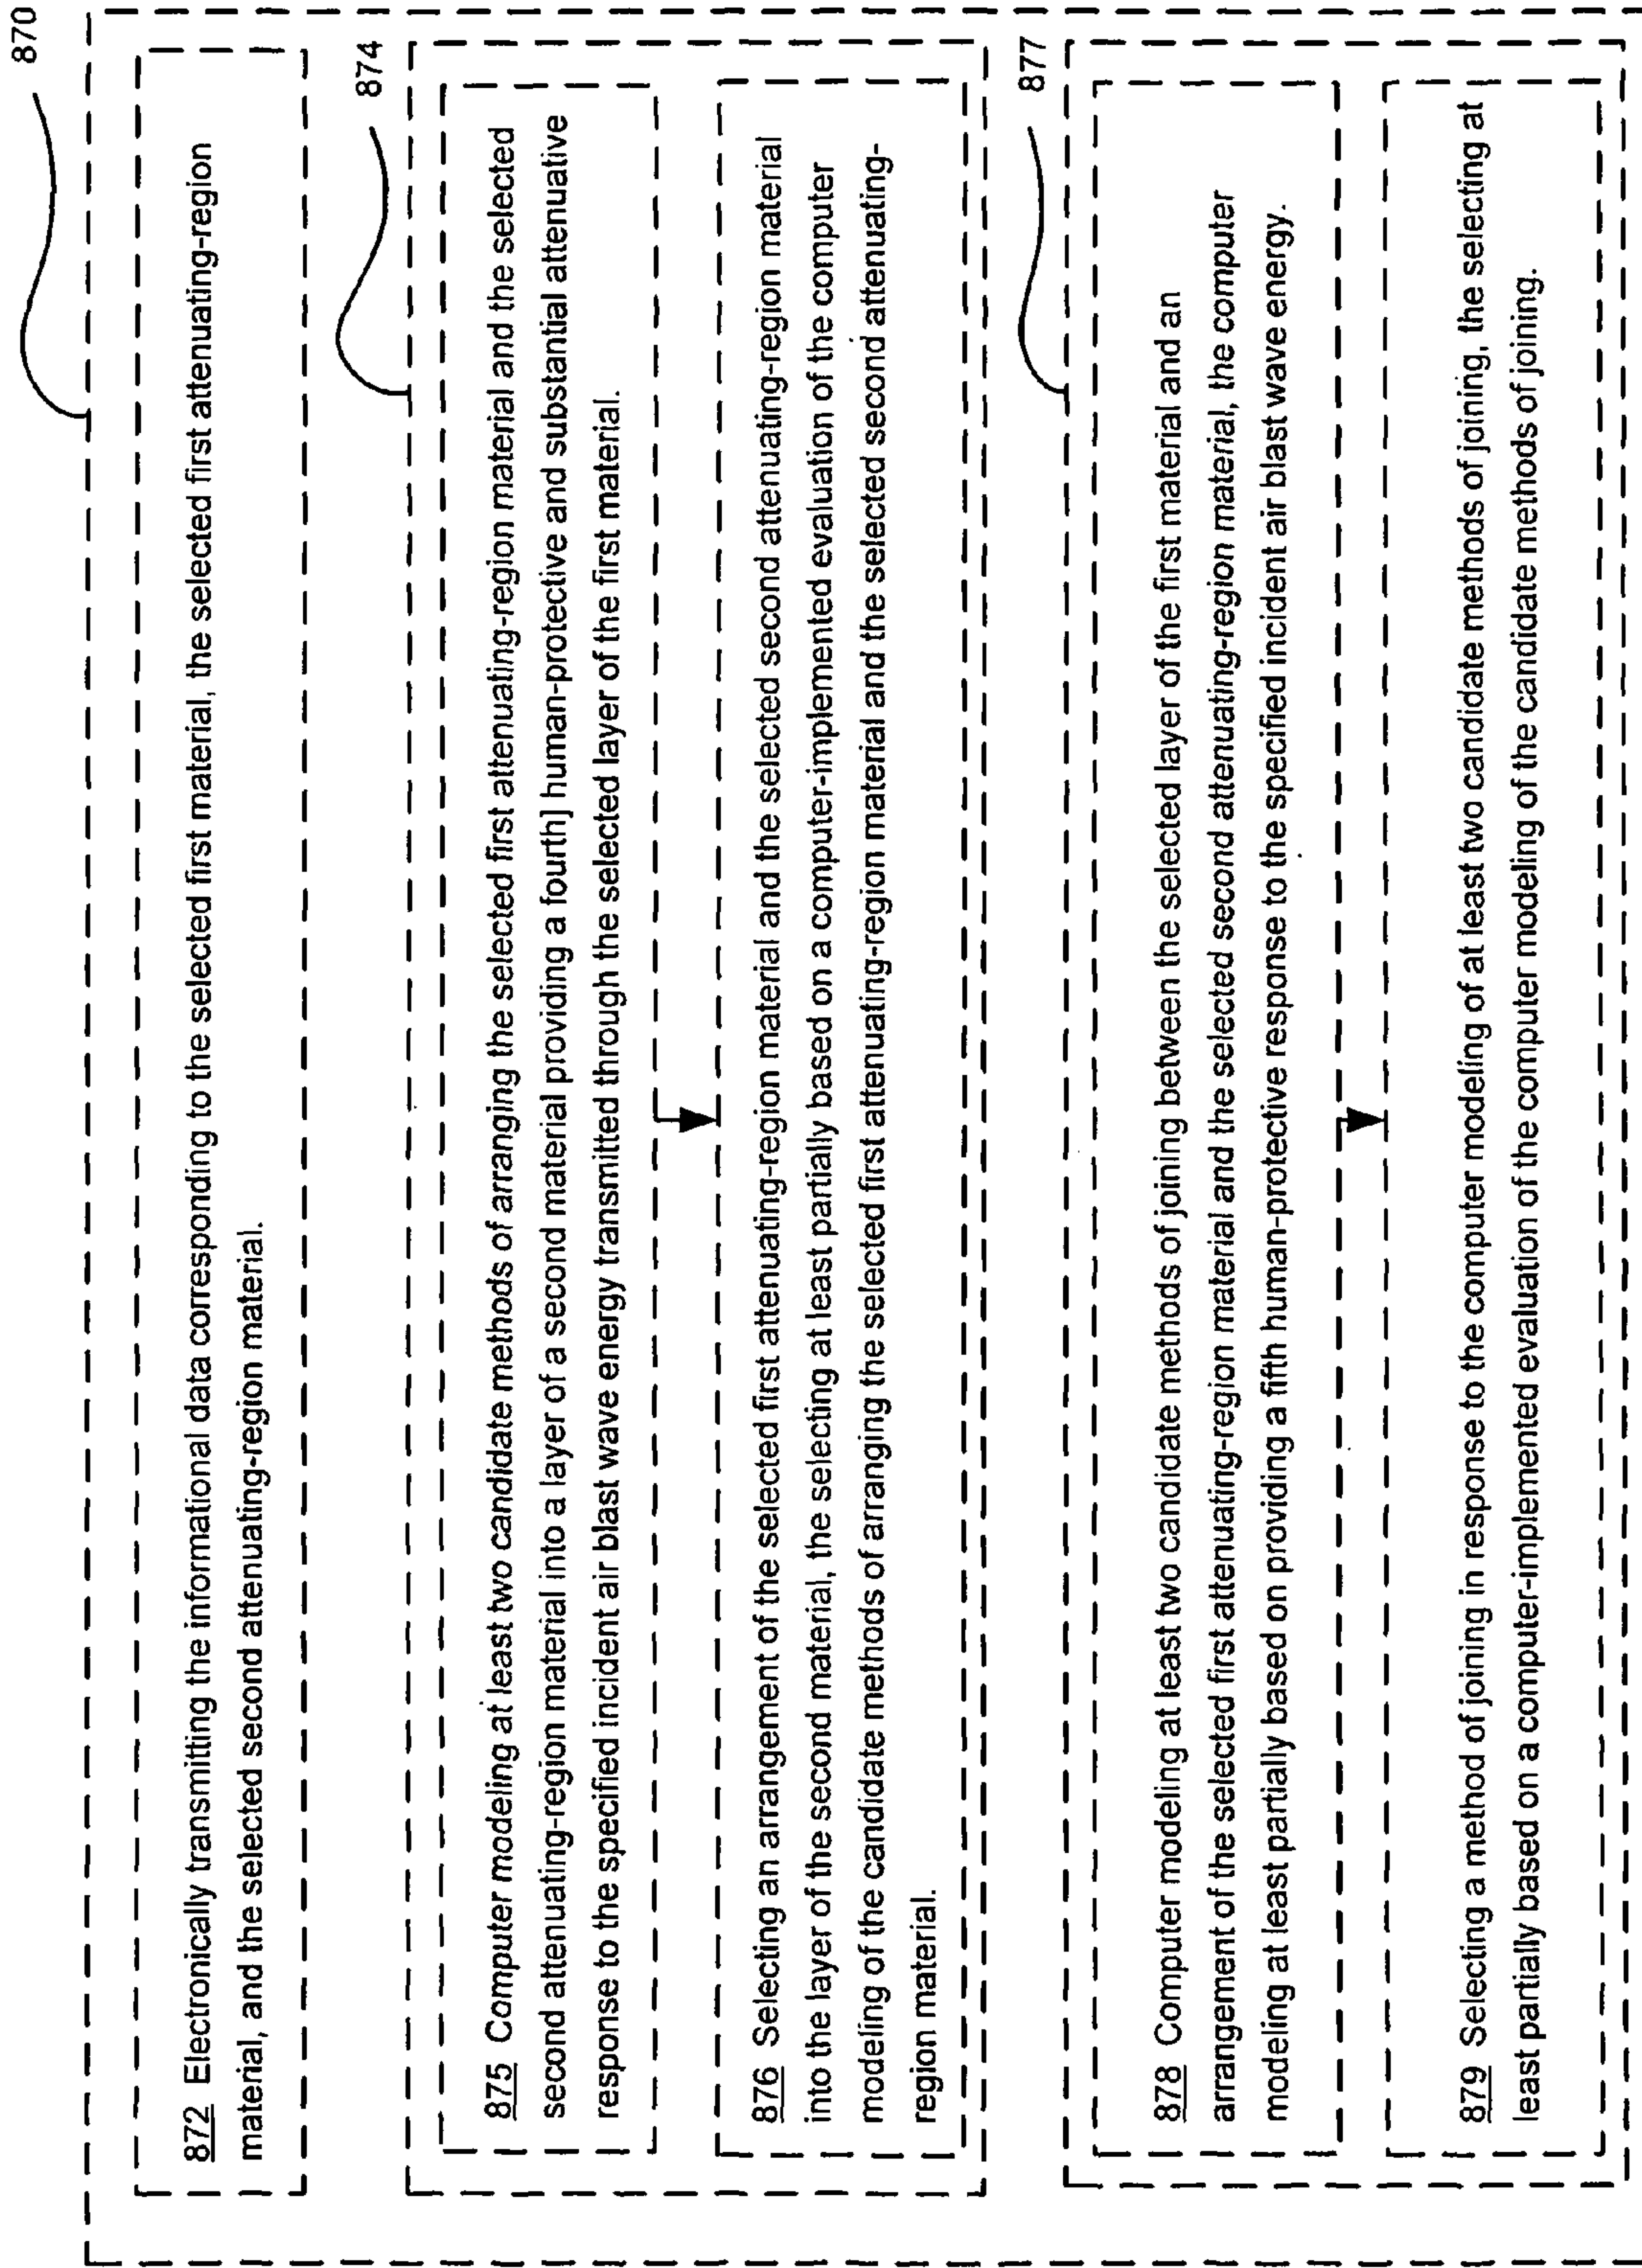 870
872 Electronically transmitting the informational data corresponding to the selected first material, the selected first attenuating-region
material, and the selected second attenuating-region material.
874
875 Computer modeling at least two candidate methods of arranging the selected first attenuating-region material and the selected
second attenuating-region material into a layer of a second material providing a fourth] human-protective and substantial attenuative
response to the specified incident air blast wave energy transmitted through the selected layer of the first material.
876 Selecting an arrangement of the selected first attenuating-region material and the selected second attenuating-region material
into the layer of the second material, the selecting at least partially based on a computer-implemented evaluation of the computer
modeling of the candidate methods of arranging the selected first attenuating-region material and the selected second attenuating-
region material.
877
878 Computer modeling at least two candidate methods of joining between the selected layer of the first material and an
arrangement of the selected first attenuating-region material and the selected second attenuating-region material, the computer
modeling at least partially based on providing a fifth human-protective response to the specified incident air blast wave energy.
879 Selecting a method of joining in response to the computer modeling of at least two candidate methods of joining, the selecting at
least partially based on a computer-implemented evaluation of the computer modeling of the candidate methods of joining.